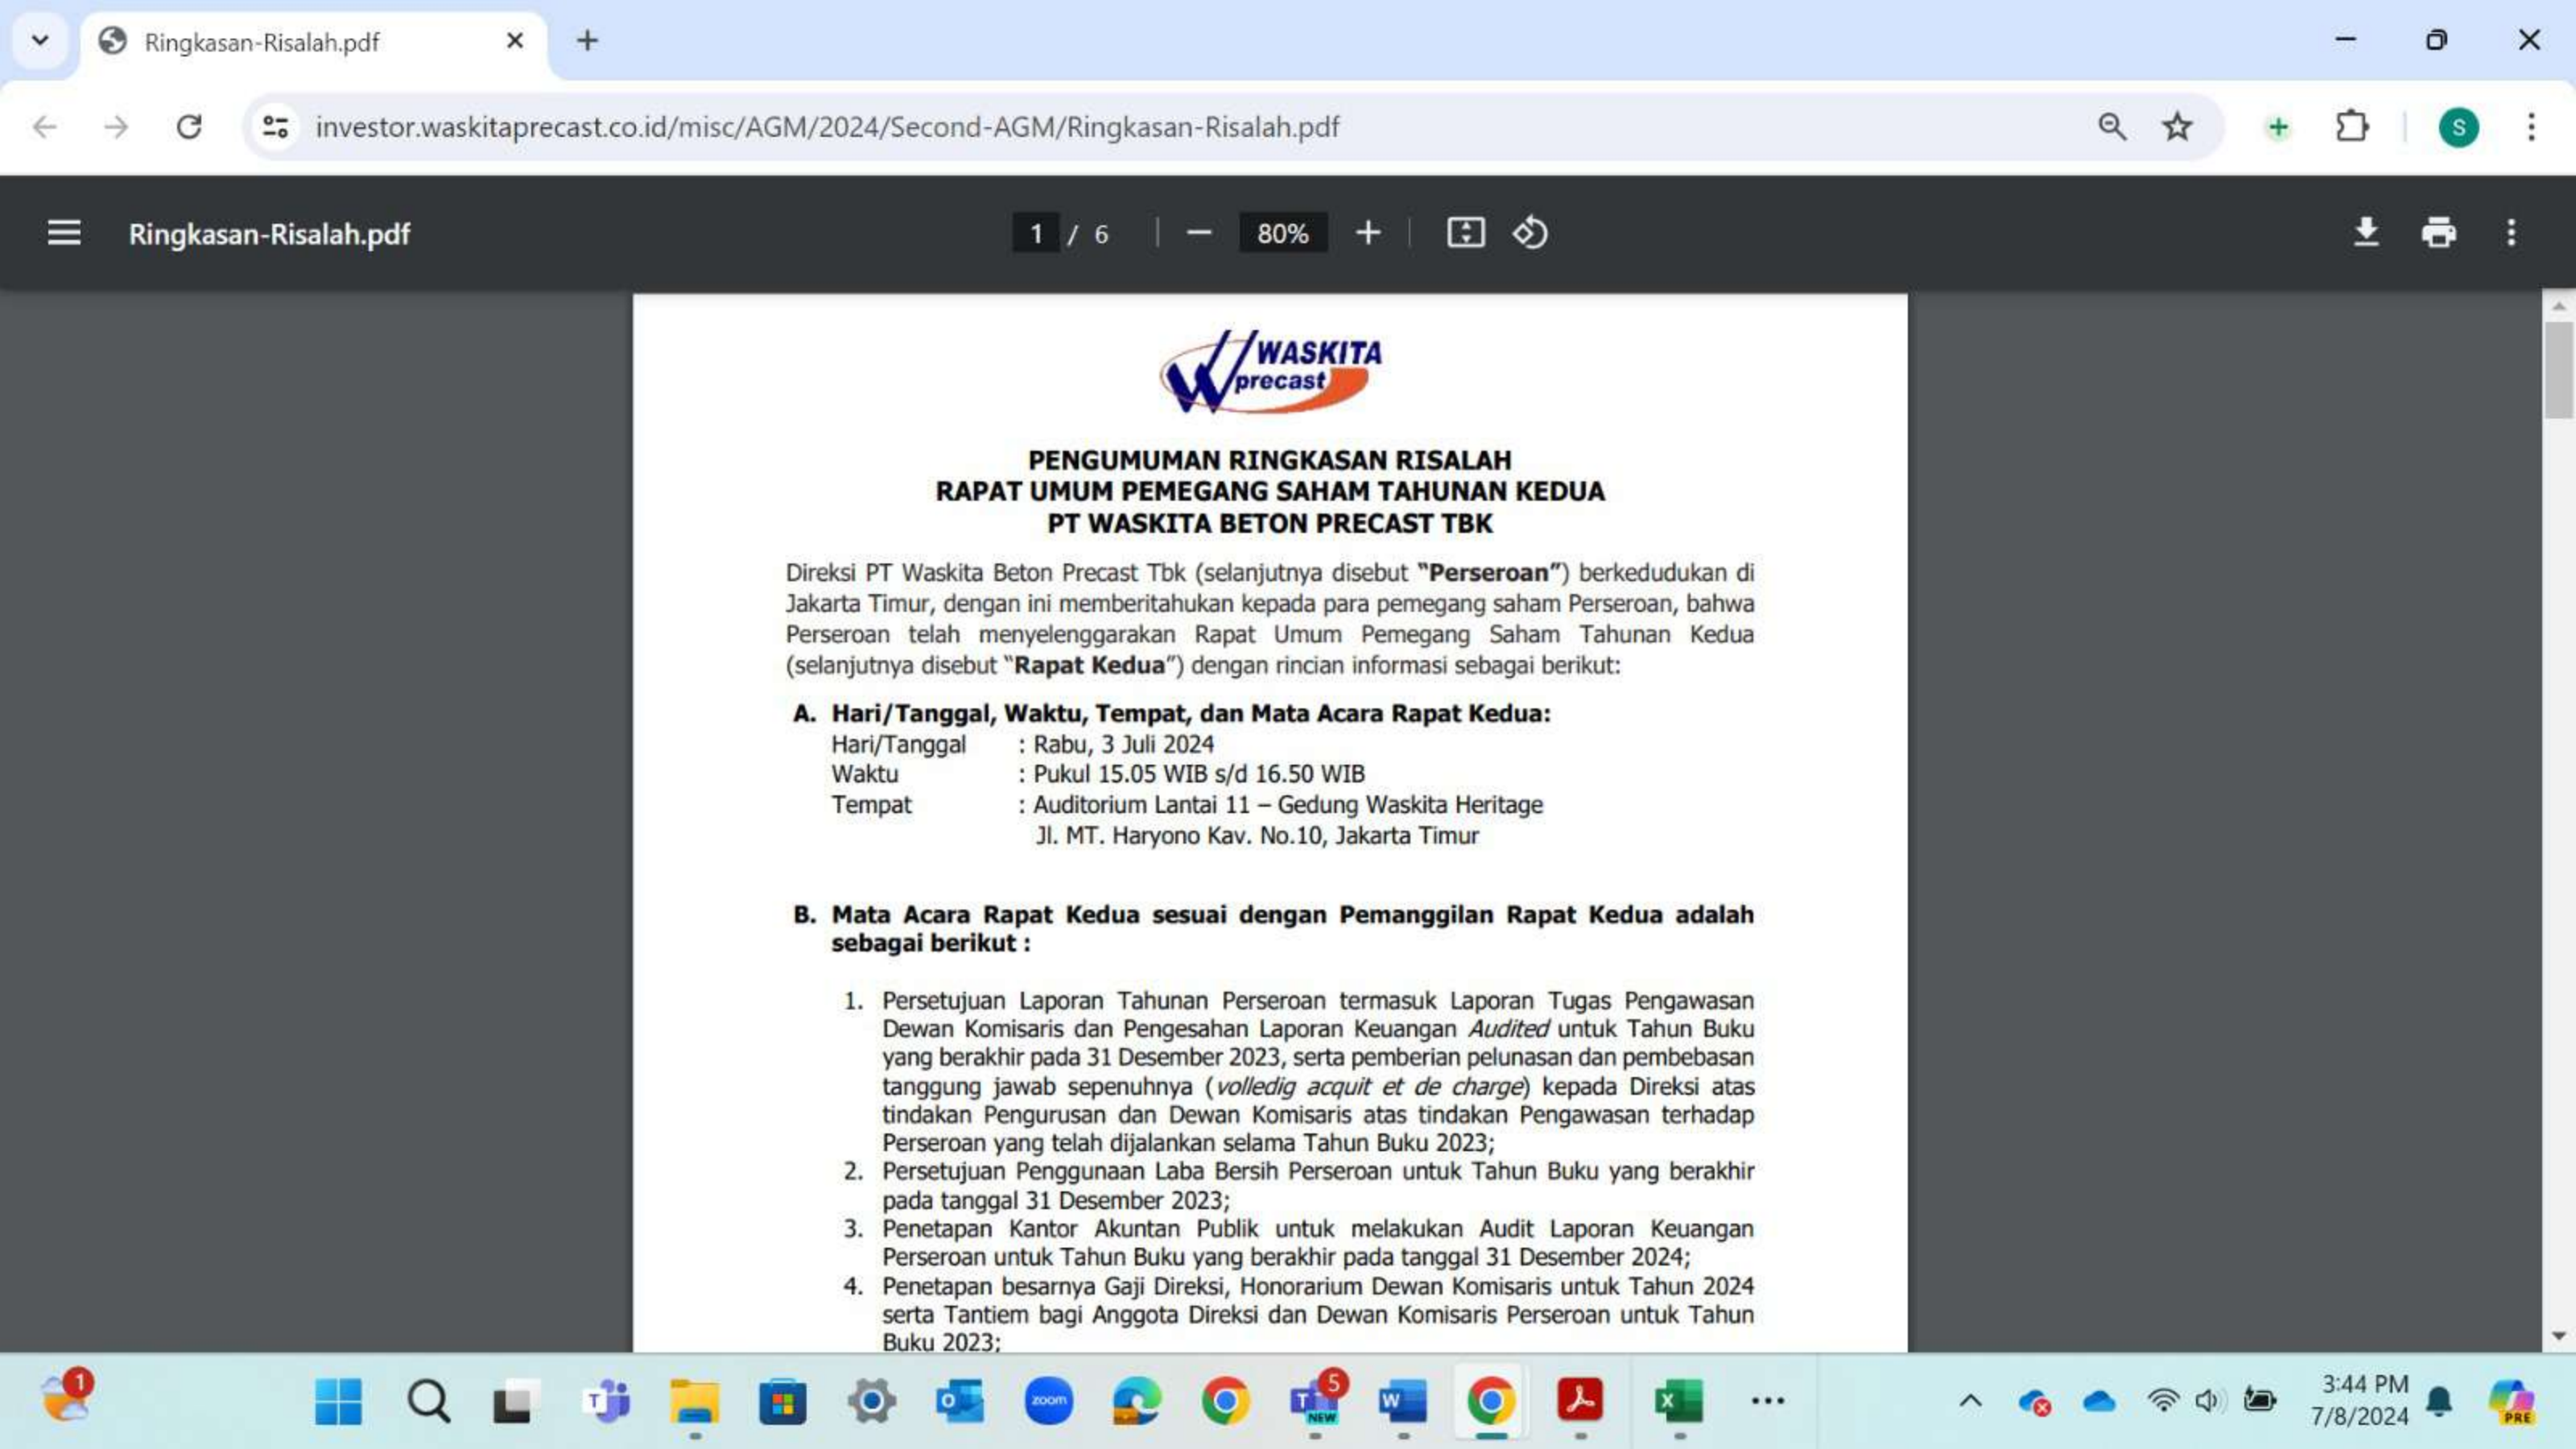 Ringkasan-Risalah.pdf
investor.waskitaprecast.co.id/misc/AGM/2024/Second-AGM/Ringkasan-Risalah.pdf
S
Ringkasan-Risalah.pdf
1 / 6
80%
WASKITA
precast
PENGUMUMAN RINGKASAN RISALAH
RAPAT UMUM PEMEGANG SAHAM TAHUNAN KEDUA
PT WASKITA BETON PRECAST TBK
Direksi PT Waskita Beton Precast Tbk (selanjutnya disebut “Perseroan”) berkedudukan di
Jakarta Timur, dengan ini memberitahukan kepada para pemegang saham Perseroan, bahwa
Perseroan telah menyelenggarakan Rapat Umum Pemegang Saham Tahunan Kedua
(selanjutnya disebut “Rapat Kedua”) dengan rincian informasi sebagai berikut:
A. Hari/Tanggal, Waktu, Tempat, dan Mata Acara Rapat Kedua:
Hari/Tanggal : Rabu, 3 Juli 2024
Waktu : Pukul 15.05 WIB s/d 16.50 WIB
Tempat : Auditorium Lantai 11 – Gedung Waskita Heritage
Jl. MT. Haryono Kav. No.10, Jakarta Timur
B. Mata Acara Rapat Kedua sesuai dengan Pemanggilan Rapat Kedua adalah
sebagai berikut :
1. Persetujuan Laporan Tahunan Perseroan termasuk Laporan Tugas Pengawasan
Dewan Komisaris dan Pengesahan Laporan Keuangan Audited untuk Tahun Buku
yang berakhir pada 31 Desember 2023, serta pemberian pelunasan dan pembebasan
tanggung jawab sepenuhnya (volledig acquit et de charge) kepada Direksi atas
tindakan Pengurusan dan Dewan Komisaris atas tindakan Pengawasan terhadap
Perseroan yang telah dijalankan selama Tahun Buku 2023;
2. Persetujuan Penggunaan Laba Bersih Perseroan untuk Tahun Buku yang berakhir
pada tanggal 31 Desember 2023;
3. Penetapan Kantor Akuntan Publik untuk melakukan Audit Laporan Keuangan
Perseroan untuk Tahun Buku yang berakhir pada tanggal 31 Desember 2024;
4. Penetapan besarnya Gaji Direksi, Honorarium Dewan Komisaris untuk Tahun 2024
serta Tantiem bagi Anggota Direksi dan Dewan Komisaris Perseroan untuk Tahun
Buku 2023;
1
T
O
zoom
T
5
NEW
W
X
3:44 PM
7/8/2024
PRE